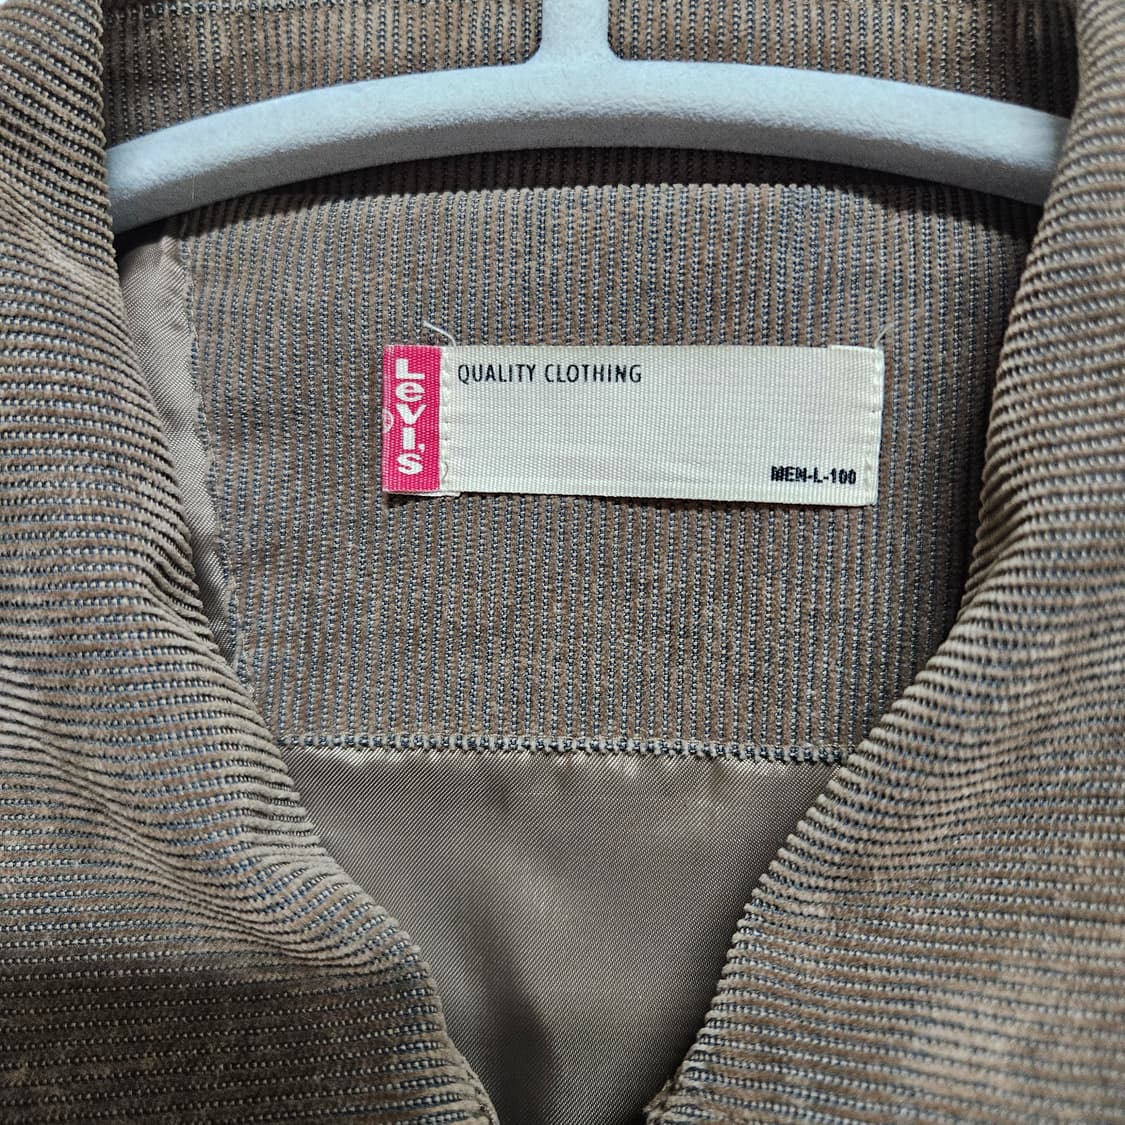 Levi's
®
QUALITY CLOTHING
MEN-L-100